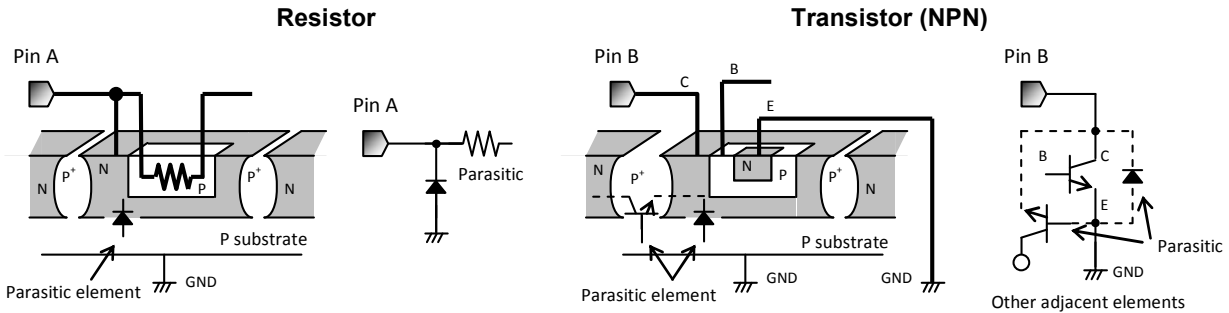 Resistor
Pin A
N
P⁺
N
P
P⁺
N
P substrate
Parasitic element
GND
Pin A
Parasitic
Transistor (NPN)
Pin B
C
B
E
N
P⁺
N
N
P
P⁺
N
P substrate
Parasitic element
GND
GND
Pin B
B
C
E
Parasitic
GND
Other adjacent elements